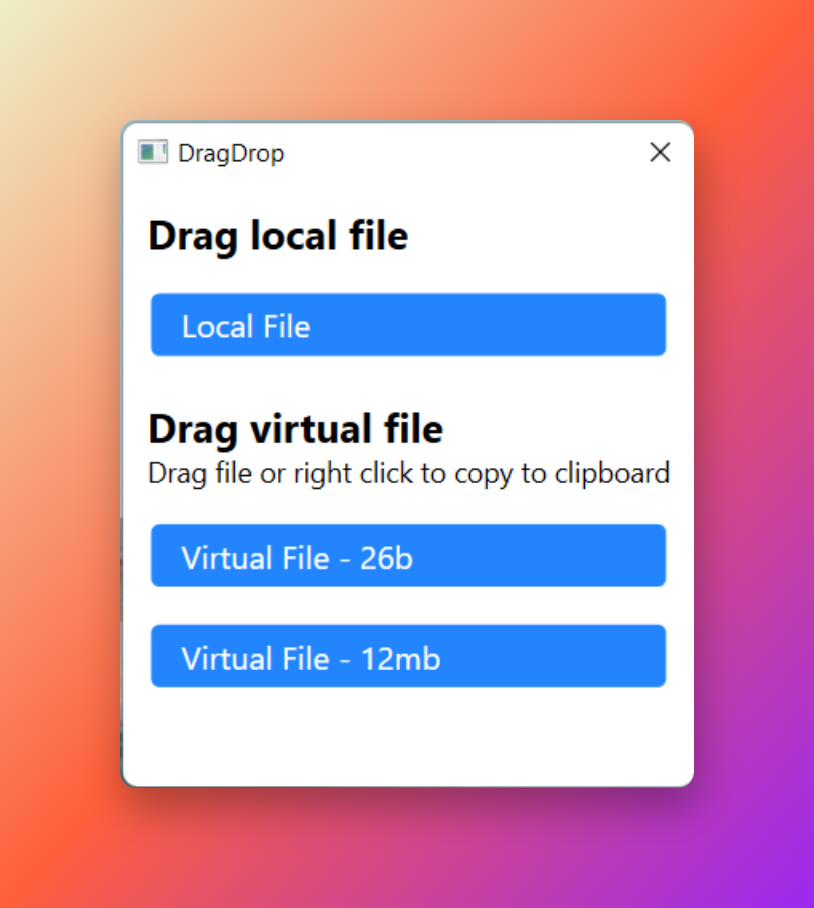 DragDrop
Drag local file
Local File
Drag virtual file
Drag file or right click to copy to clipboard
Virtual File - 26b
Virtual File - 12mb